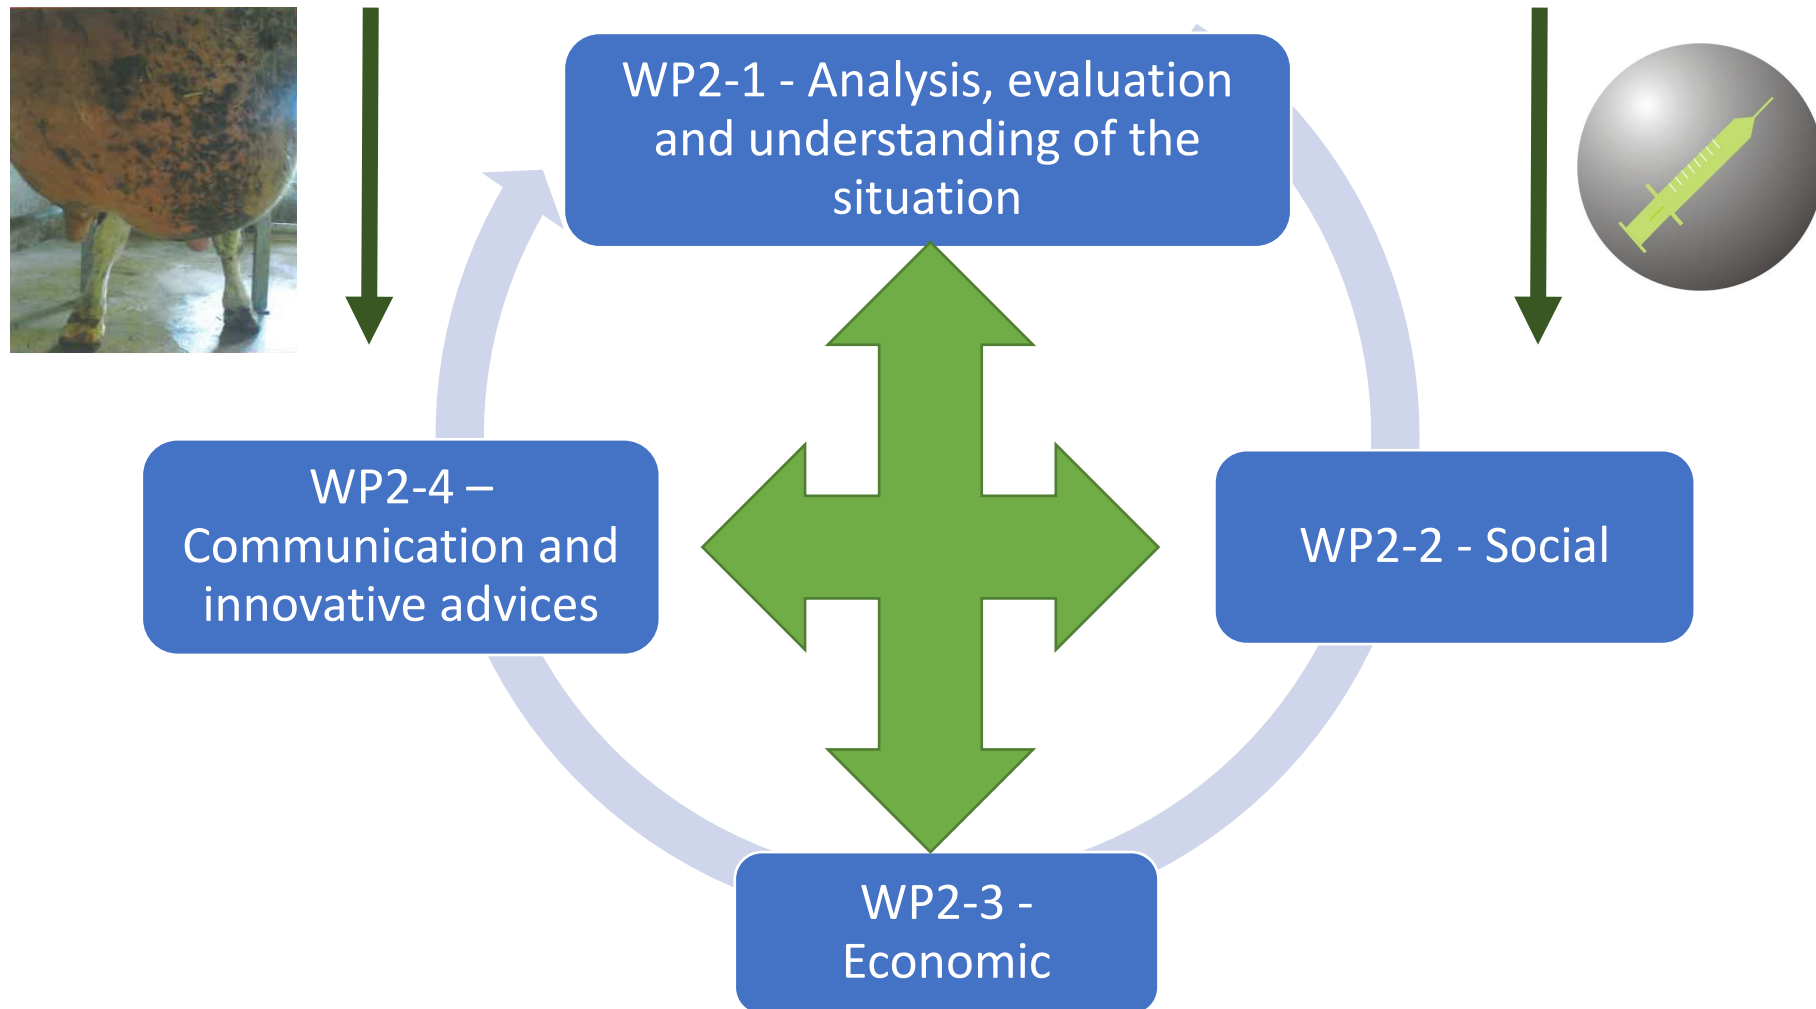 WP2-1 - Analysis, evaluation
and understanding of the
situation
WP2-4 –
Communication and
innovative advices
WP2-2 - Social
WP2-3 -
Economic